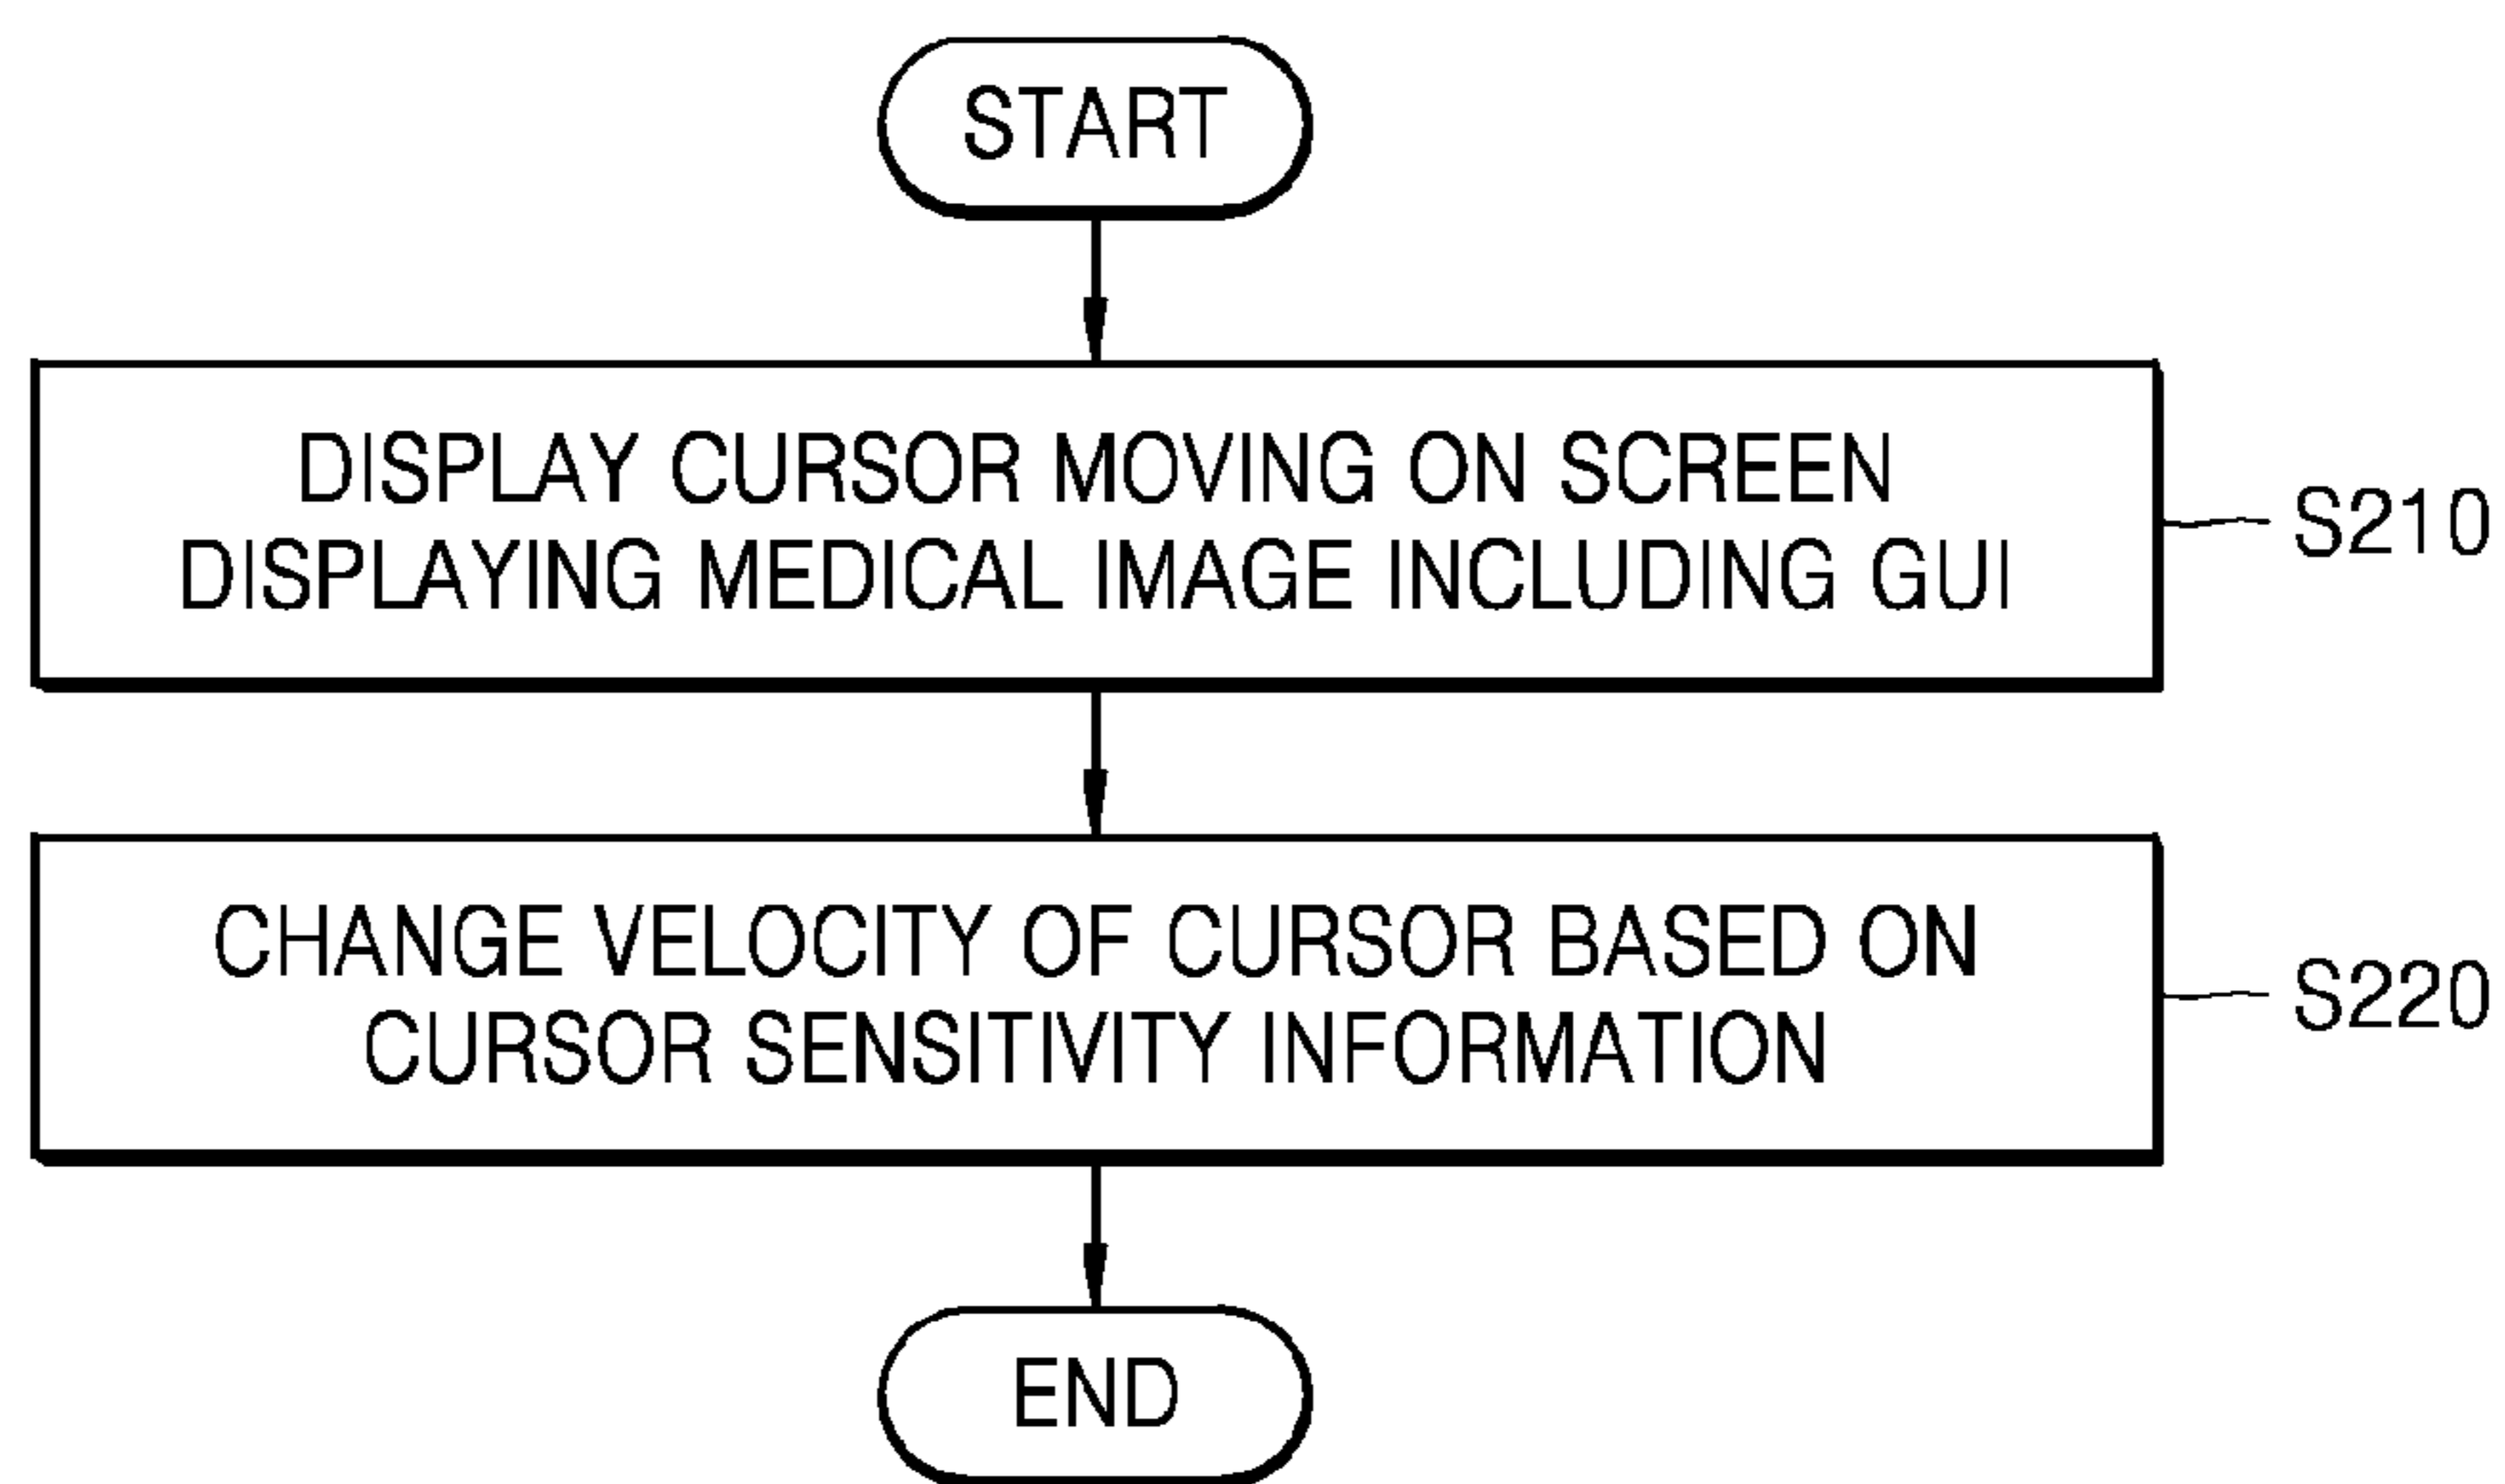 START
DISPLAY CURSOR MOVING ON SCREEN
DISPLAYING MEDICAL IMAGE INCLUDING GUI
S210
CHANGE VELOCITY OF CURSOR BASED ON
CURSOR SENSITIVITY INFORMATION
S220
END